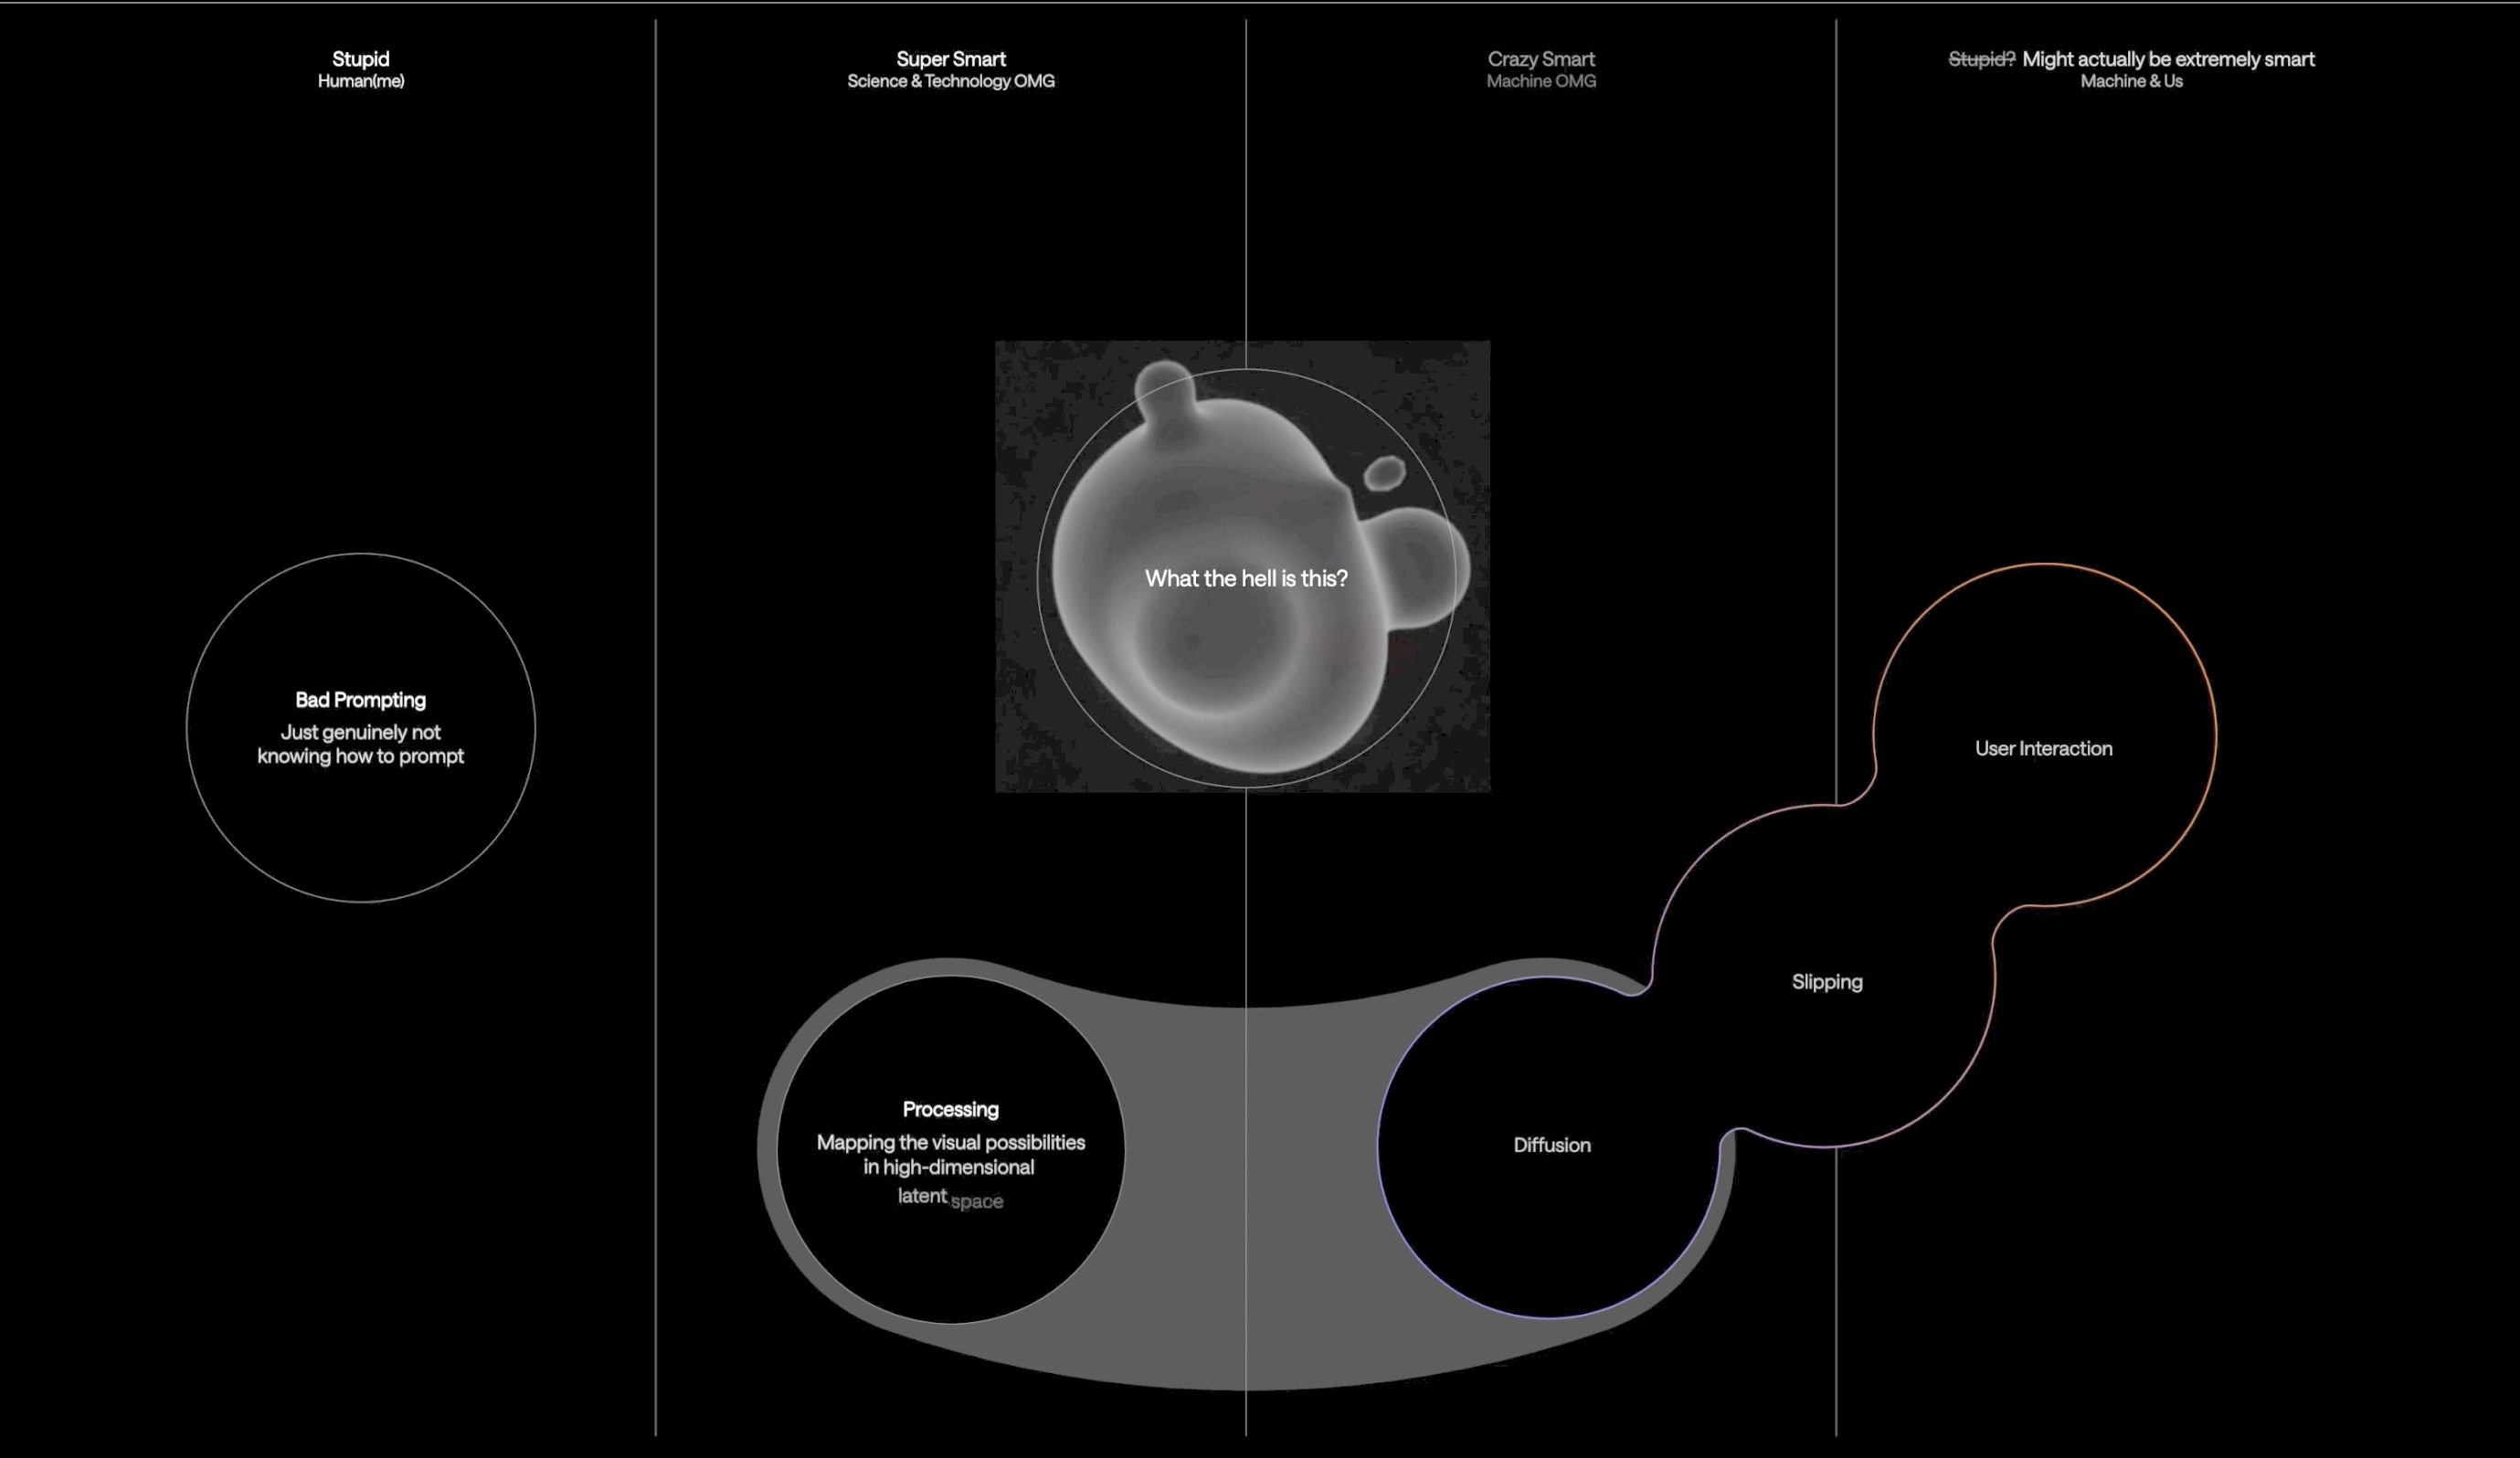 Stupid
Human(me)
Super Smart
Science & Technology OMG
Crazy Smart
Machine OMG
Stupid? Might actually be extremely smart
Machine & Us
What the hell is this?
Bad Prompting
Just genuinely not
knowing how to prompt
User Interaction
Slipping
Processing
Mapping the visual possibilities
in high-dimensional
latent space
Diffusion